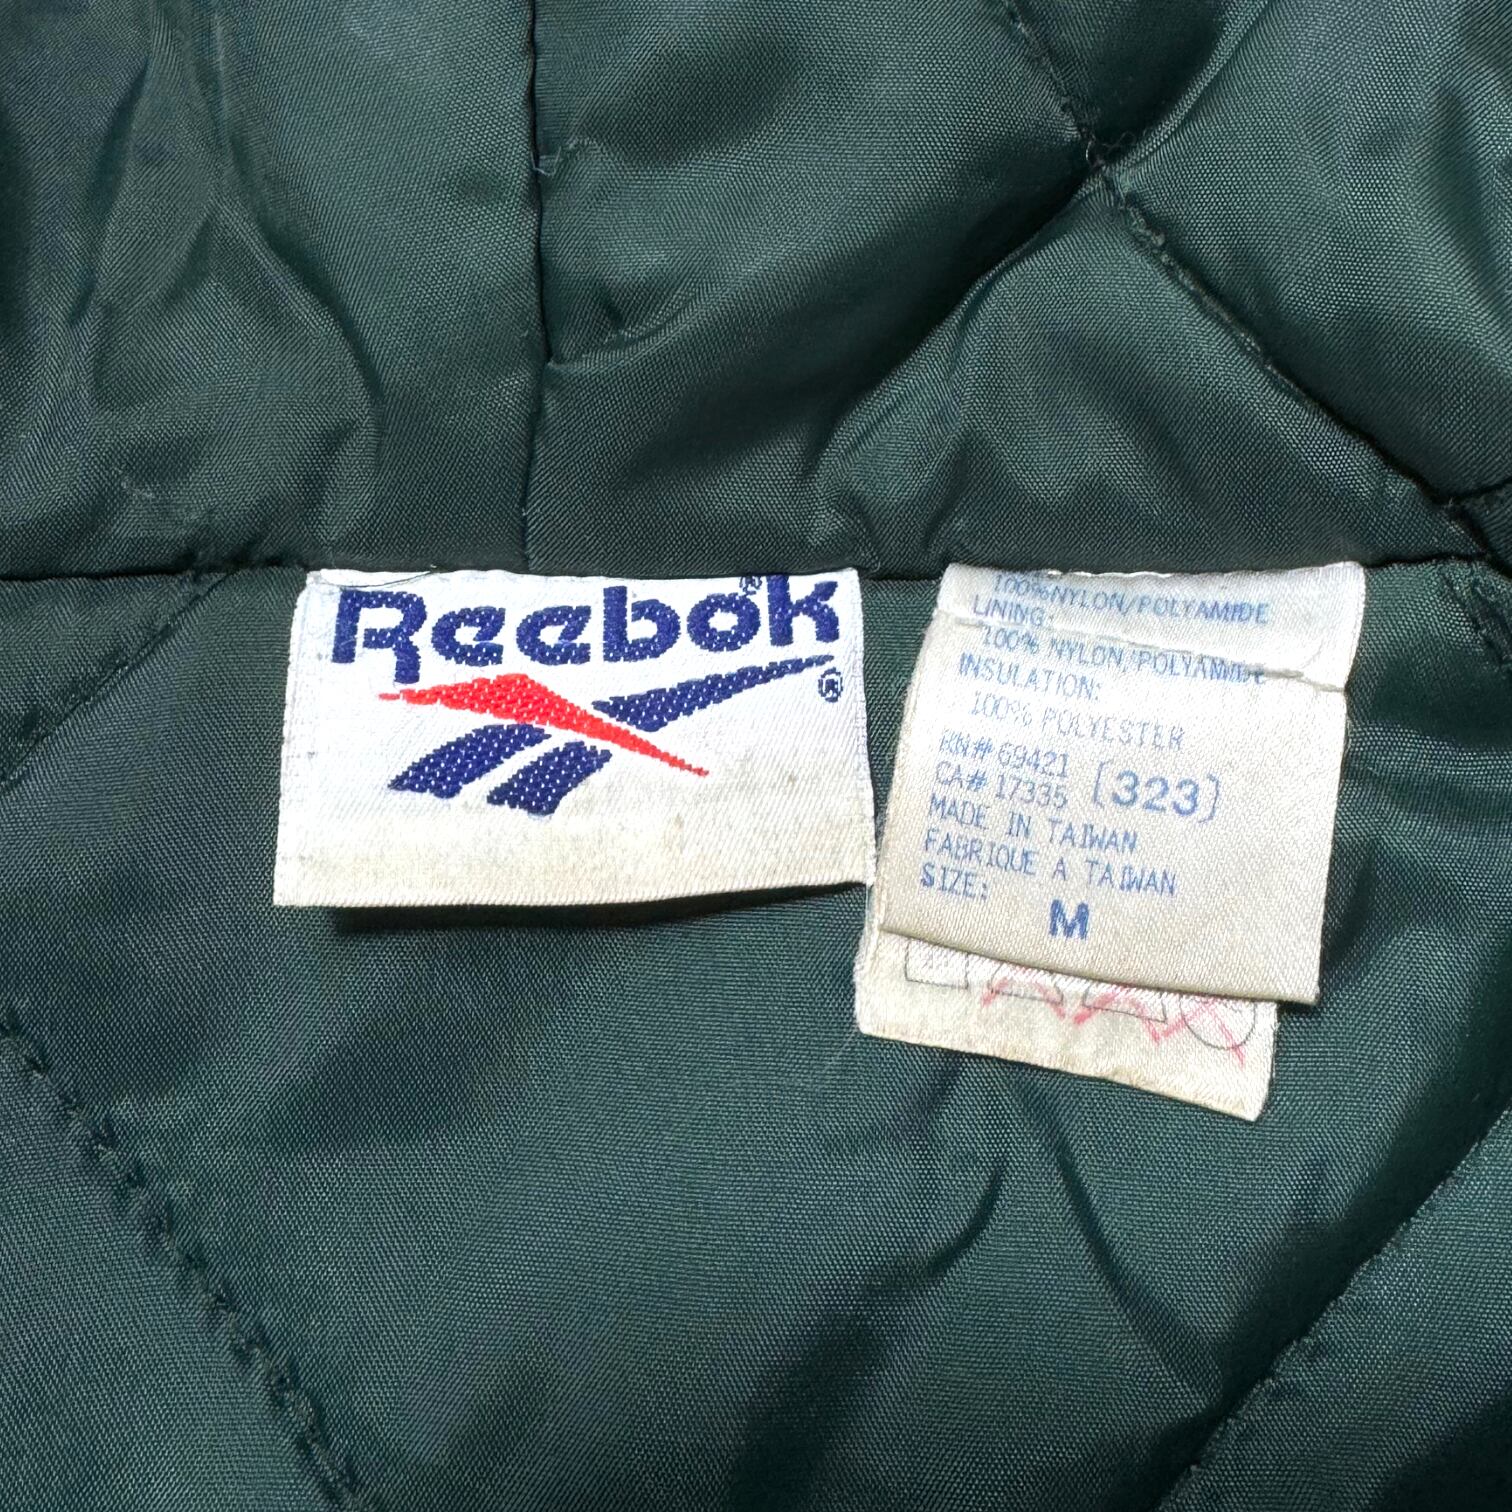 Reebok®
®
100%NYLON/POLYAMIDE
LINING:
100% NYLON/POLYAMIDE
INSULATION:
100% POLYESTER
RN# 69421
CA# 17335 (323)
MADE IN TAIWAN
FABRIQUE A TAIWAN
SIZE:
M